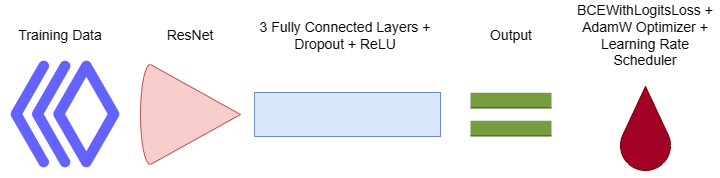 Training Data
ResNet
3 Fully Connected Layers +
Dropout + ReLU
Output
BCEWithLogitsLoss +
AdamW Optimizer +
Learning Rate
Scheduler